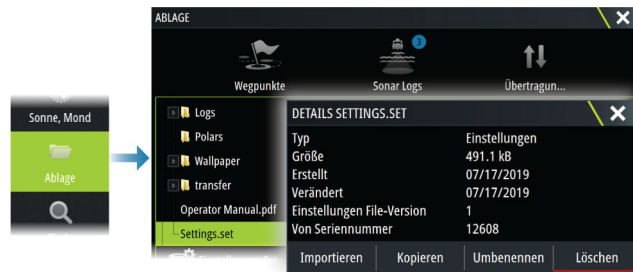 ABLAGE
3
Wegpunkte
Sonar Logs
Übertragun...
Sonne, Mond
Ablage
Logs
Polars
Wallpaper
transfer
Operator Manual.pdf
Settings.set
DETAILS SETTINGS.SET
Typ Einstellungen
Größe 491.1 kB
Erstellt 07/17/2019
Verändert 07/17/2019
Einstellungen File-Version 1
Von Seriennummer 12608
Importieren Kopieren Umbenennen Löschen